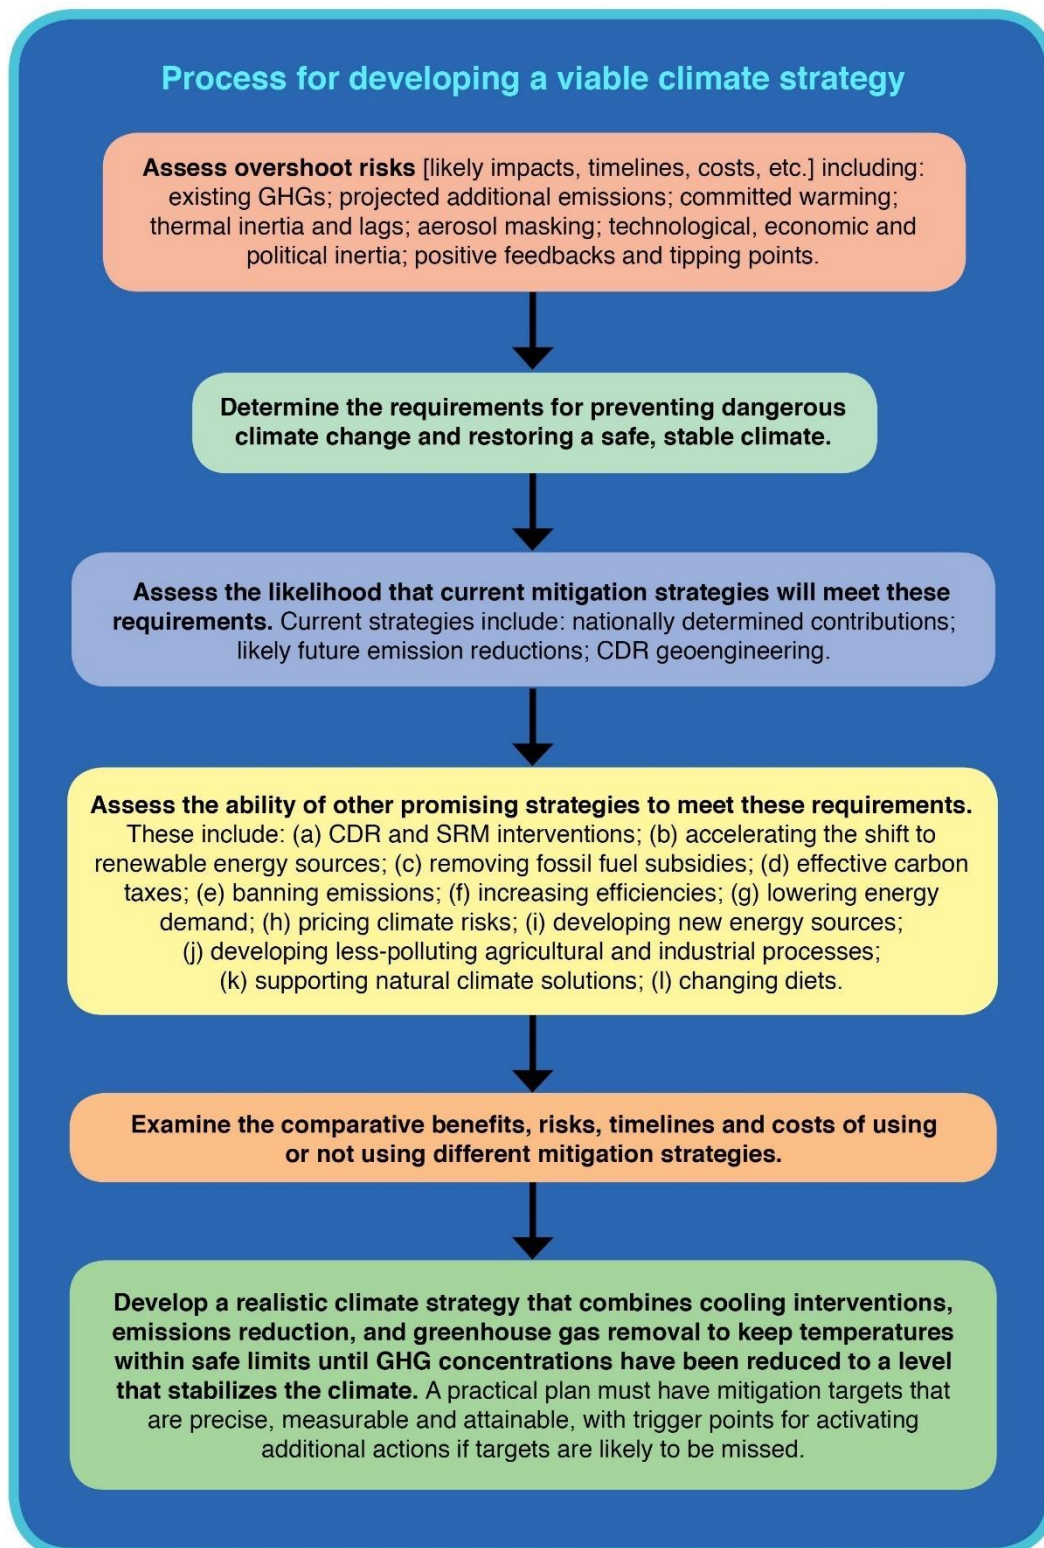 Process for developing a viable climate strategy
Assess overshoot risks [likely impacts, timelines, costs, etc.] including:
existing GHGs; projected additional emissions; committed warming;
thermal inertia and lags; aerosol masking; technological, economic and
political inertia; positive feedbacks and tipping points.
Determine the requirements for preventing dangerous
climate change and restoring a safe, stable climate.
Assess the likelihood that current mitigation strategies will meet these
requirements. Current strategies include: nationally determined contributions;
likely future emission reductions; CDR geoengineering.
Assess the ability of other promising strategies to meet these requirements.
These include: (a) CDR and SRM interventions; (b) accelerating the shift to
renewable energy sources; (c) removing fossil fuel subsidies; (d) effective carbon
taxes; (e) banning emissions; (f) increasing efficiencies; (g) lowering energy
demand; (h) pricing climate risks; (i) developing new energy sources;
(j) developing less-polluting agricultural and industrial processes;
(k) supporting natural climate solutions; (l) changing diets.
Examine the comparative benefits, risks, timelines and costs of using
or not using different mitigation strategies.
Develop a realistic climate strategy that combines cooling interventions,
emissions reduction, and greenhouse gas removal to keep temperatures
within safe limits until GHG concentrations have been reduced to a level
that stabilizes the climate. A practical plan must have mitigation targets that
are precise, measurable and attainable, with trigger points for activating
additional actions if targets are likely to be missed.